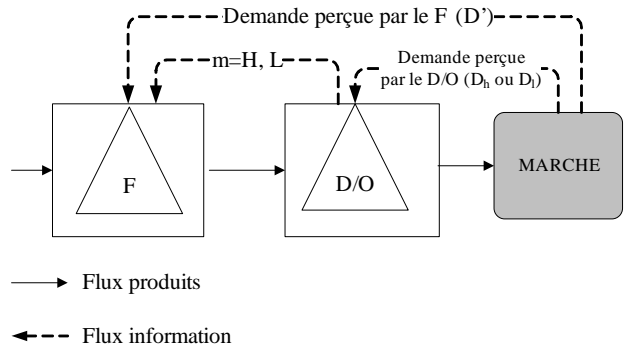 Demande perçue par le F (D’)
m=H, L
Demande perçue
par le D/O (Dh ou Dl)
F
D/O
MARCHE
Flux produits
Flux information